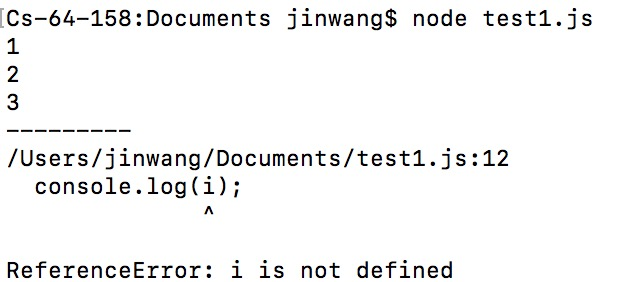 [Cs-64-158:Documents jinwang$ node test1.js
1
2
3
---------
/Users/jinwang/Documents/test1.js:12
  console.log(i);
              ^
ReferenceError: i is not defined